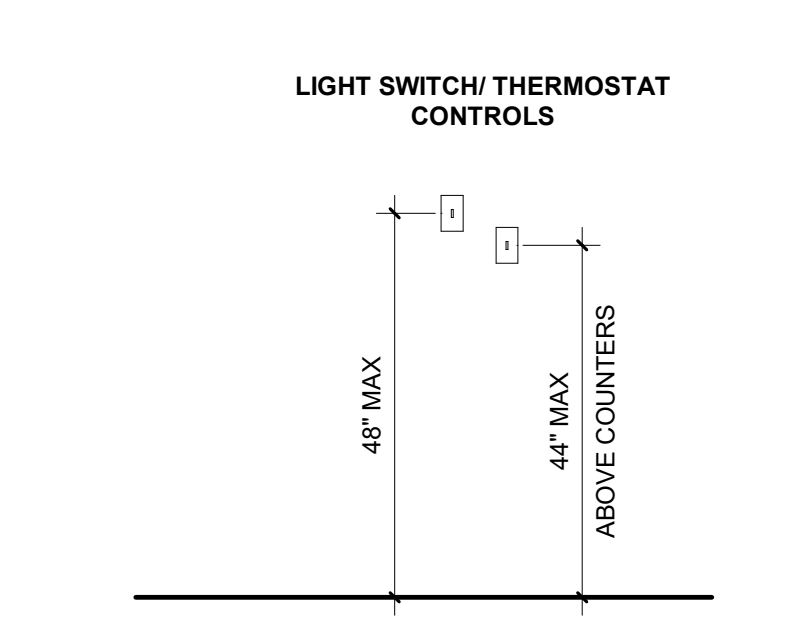 LIGHT SWITCH/ THERMOSTAT
CONTROLS
48" MAX
44" MAX
ABOVE COUNTERS